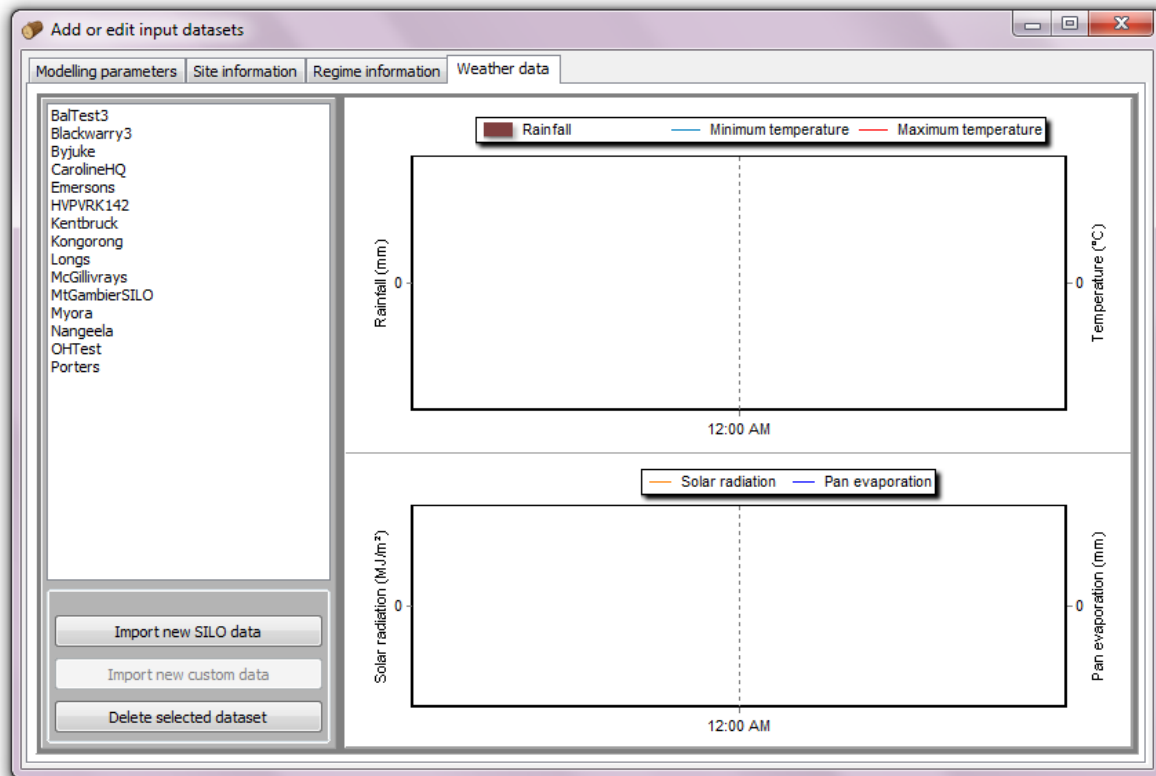 Add or edit input datasets
Modelling parameters
Site information
Regime information
Weather data
BalTest3
Blackwarry3
Byjuke
CarolineHQ
Emersons
HVPVRK142
Kentbruck
Kongorong
Longs
McGillivrays
MtGambierSILO
Myora
Nangeela
OHTest
Porters
Import new SILO data
Import new custom data
Delete selected dataset
Rainfall
Minimum temperature
Maximum temperature
Rainfall (mm)
0
0
Temperature (°C)
12:00 AM
Solar radiation
Pan evaporation
Solar radiation (MJ/m²)
0
0
Pan evaporation (mm)
12:00 AM